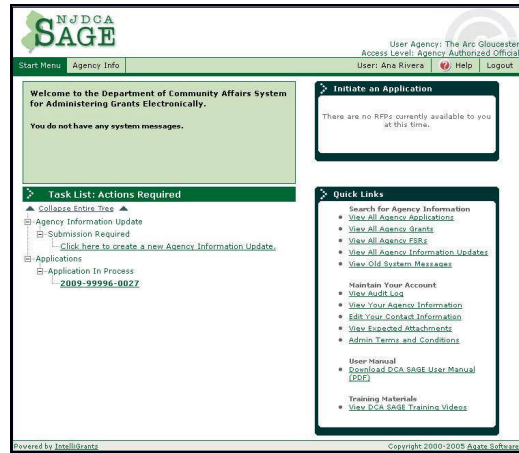 NJDCA
SAGE
User Agency: The Arc Gloucester
Access Level: Agency Authorized Official
Start Menu Agency Info User: Ana Rivera Help Logout
Welcome to the Department of Community Affairs System
for Administering Grants Electronically.
You do not have any system messages.
Initiate an Application
There are no RFPs currently available to you
at this time.
Task List: Actions Required
Collapse Entire Tree
Agency Information Update
Submission Required
Click here to create a new Agency Information Update.
Applications
Application In Process
2009-99996-0027
Quick Links
Search for Agency Information
View All Agency Applications
View All Agency Grants
View All Agency FSRs
View All Agency Information Updates
View Old System Messages
Maintain Your Account
View Audit Log
View Your Agency Information
Edit Your Contact Information
View Expected Attachments
Admin Terms and Conditions
User Manual
Download DCA SAGE User Manual
(PDF)
Training Materials
View DCA SAGE Training Videos
Powered by IntelliGrants Copyright 2000-2005 Agate Software